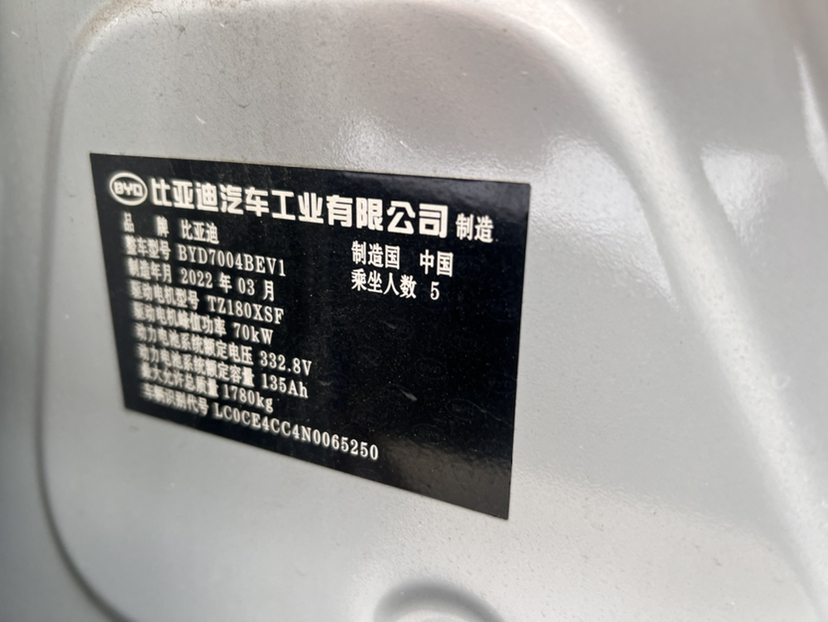 BYD 比亚迪汽车工业有限公司 制造
品 牌 比亚迪
整车型号 BYD7004BEV1 制造国 中国
制造年月 2022 年 03 月 乘坐人数 5
驱动电机型号 TZ180XSF
驱动电机峰值功率 70kW
动力电池系统额定电压 332.8V
动力电池系统额定容量 135Ah
最大允许总质量 1780kg
车辆识别代号 LC0CE4CC4N0065250